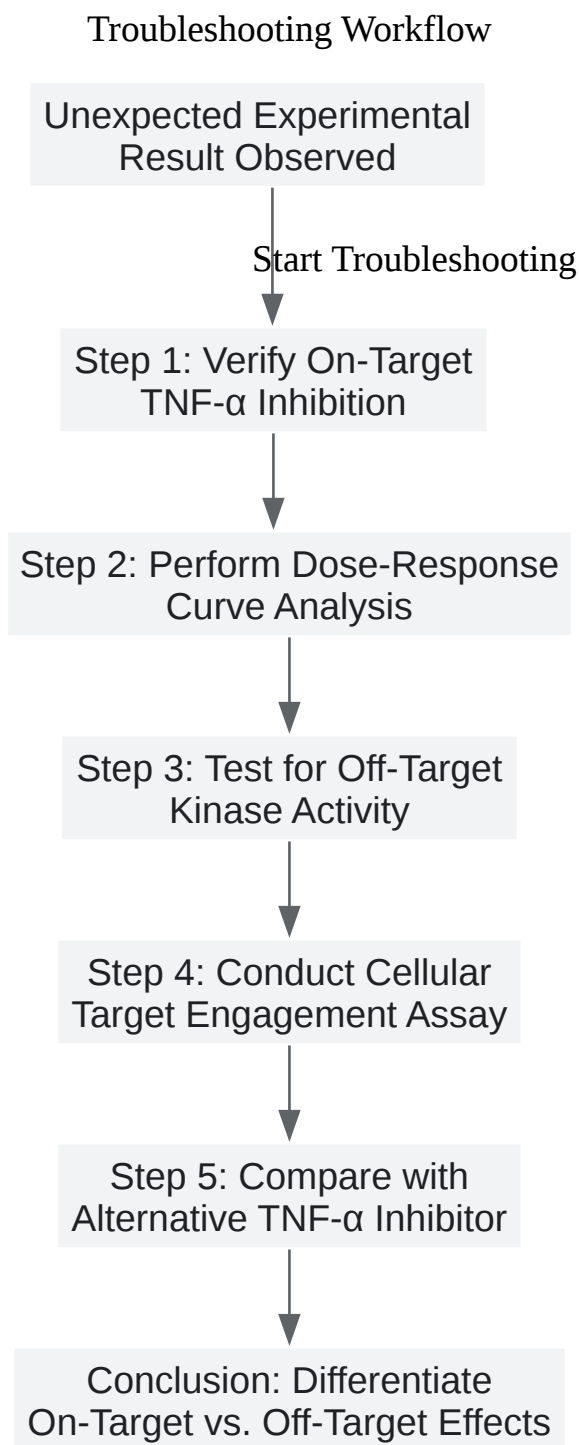 Troubleshooting Workflow
Unexpected Experimental
Result Observed
Start Troubleshooting
Step 1: Verify On-Target
TNF-α Inhibition
Step 2: Perform Dose-Response
Curve Analysis
Step 3: Test for Off-Target
Kinase Activity
Step 4: Conduct Cellular
Target Engagement Assay
Step 5: Compare with
Alternative TNF-α Inhibitor
Conclusion: Differentiate
On-Target vs. Off-Target Effects